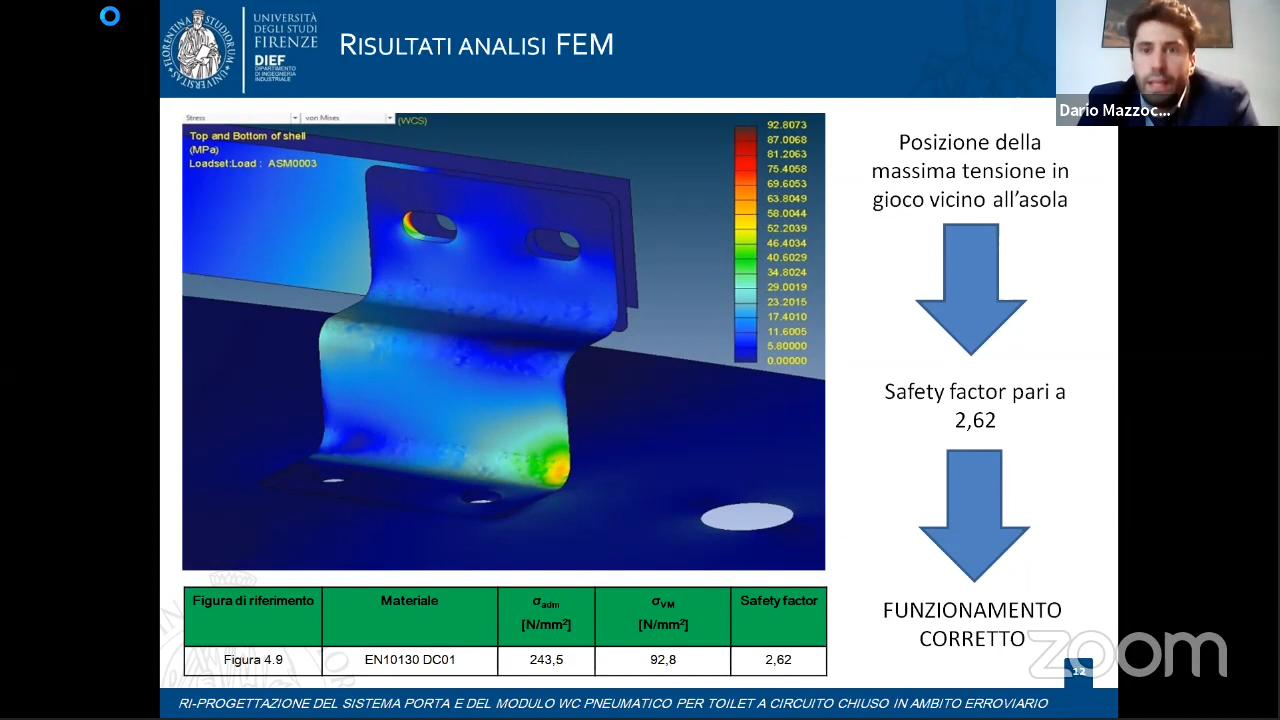 UNIVERSITÀ
DEGLI STUDI
FIRENZE
DIEF
DIPARTIMENTO
DI INGEGNERIA
INDUSTRIALE
RISULTATI ANALISI FEM
Dario Mazzoc...
Stress
von Mises
(WCS)
Top and Bottom of shell
(MPa)
Loadset:Load : ASM0003
92.8073
87.0068
81.2063
75.4058
69.6053
63.8049
58.0044
52.2039
46.4034
40.6029
34.8024
29.0019
23.2015
17.4010
11.6005
5.80000
0.00000
Posizione della
massima tensione in
gioco vicino all'asola
Safety factor pari a
2,62
FUNZIONAMENTO
CORRETTO
Figura di riferimento Materiale σadm [N/mm²] σVM [N/mm²] Safety factor
Figura 4.9 EN10130 DC01 243,5 92,8 2,62
zoom
12
RI-PROGETTAZIONE DEL SISTEMA PORTA E DEL MODULO WC PNEUMATICO PER TOILET A CIRCUITO CHIUSO IN AMBITO ERROVIARIO